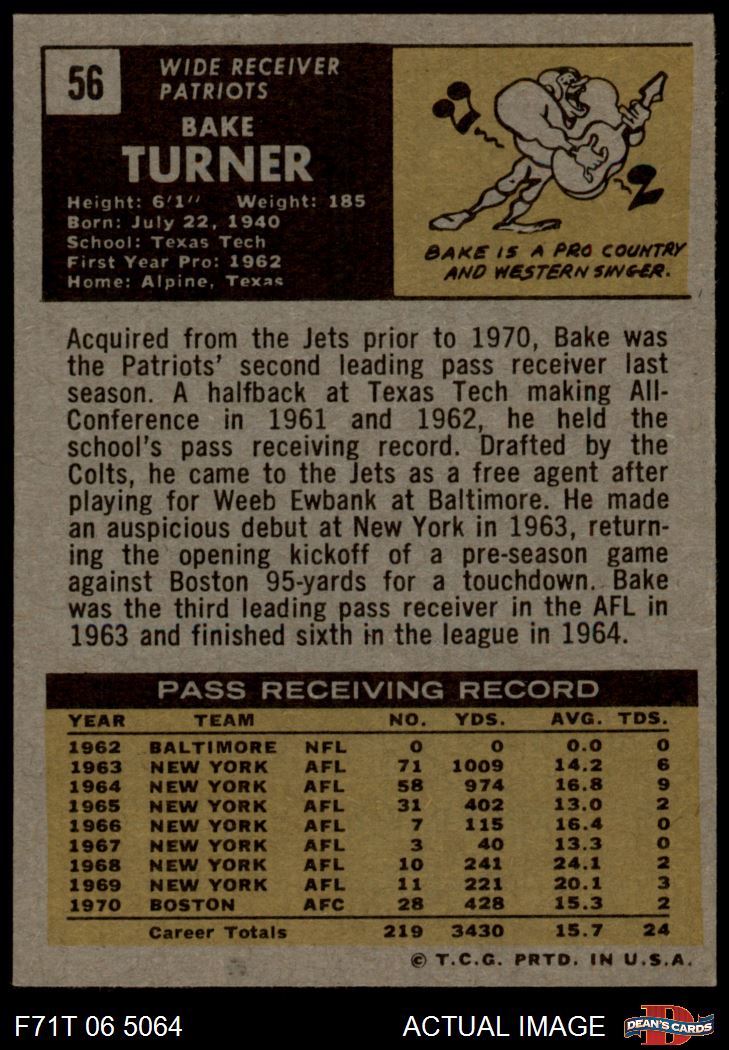 56
WIDE RECEIVER
PATRIOTS
BAKE
TURNER
Height: 6'1" Weight: 185
Born: July 22, 1940
School: Texas Tech
First Year Pro: 1962
Home: Alpine, Texas
BAKE IS A PRO COUNTRY
AND WESTERN SINGER.
Acquired from the Jets prior to 1970, Bake was
the Patriots' second leading pass receiver last
season. A halfback at Texas Tech making All-
Conference in 1961 and 1962, he held the
school's pass receiving record. Drafted by the
Colts, he came to the Jets as a free agent after
playing for Weeb Ewbank at Baltimore. He made
an auspicious debut at New York in 1963, return-
ing the opening kickoff of a pre-season game
against Boston 95-yards for a touchdown. Bake
was the third leading pass receiver in the AFL in
1963 and finished sixth in the league in 1964.
PASS RECEIVING RECORD
YEAR TEAM NO. YDS. AVG. TDS.
1962 BALTIMORE NFL 0 0 0.0 0
1963 NEW YORK AFL 71 1009 14.2 6
1964 NEW YORK AFL 58 974 16.8 9
1965 NEW YORK AFL 31 402 13.0 2
1966 NEW YORK AFL 7 115 16.4 0
1967 NEW YORK AFL 3 40 13.3 0
1968 NEW YORK AFL 10 241 24.1 2
1969 NEW YORK AFL 11 221 20.1 3
1970 BOSTON AFC 28 428 15.3 2
Career Totals 219 3430 15.7 24
© T.C.G. PRTD. IN U.S.A.
F71T 06 5064 ACTUAL IMAGE DEAN'S CARDS